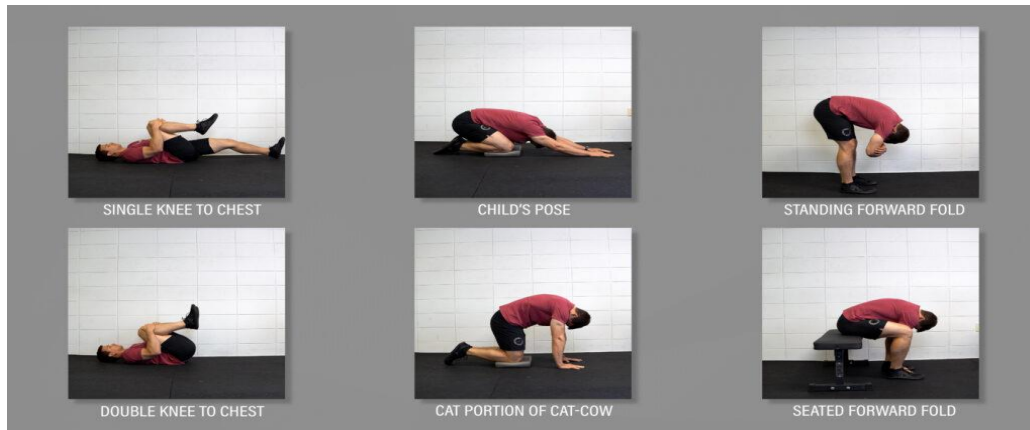 SINGLE KNEE TO CHEST
CHILD'S POSE
STANDING FORWARD FOLD
DOUBLE KNEE TO CHEST
CAT PORTION OF CAT-COW
SEATED FORWARD FOLD